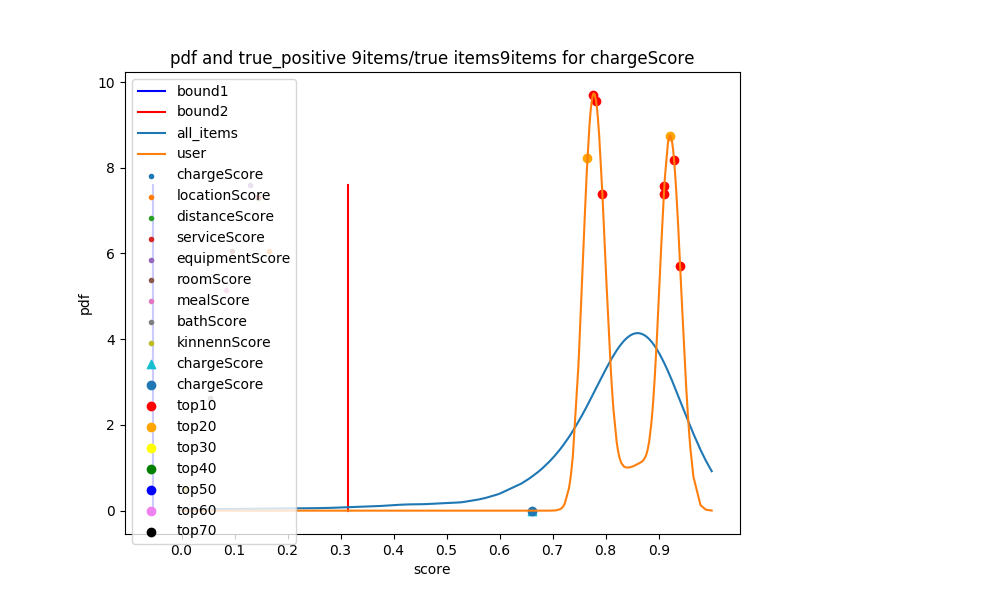 pdf and true_positive 9items/true items9items for chargeScore
10
8
6
4
2
0
pdf
bound1
bound2
all_items
user
chargeScore
locationScore
distanceScore
serviceScore
equipmentScore
roomScore
mealScore
bathScore
kinnennScore
chargeScore
chargeScore
top10
top20
top30
top40
top50
top60
top70
0.0 0.1 0.2 0.3 0.4 0.5 0.6 0.7 0.8 0.9
score